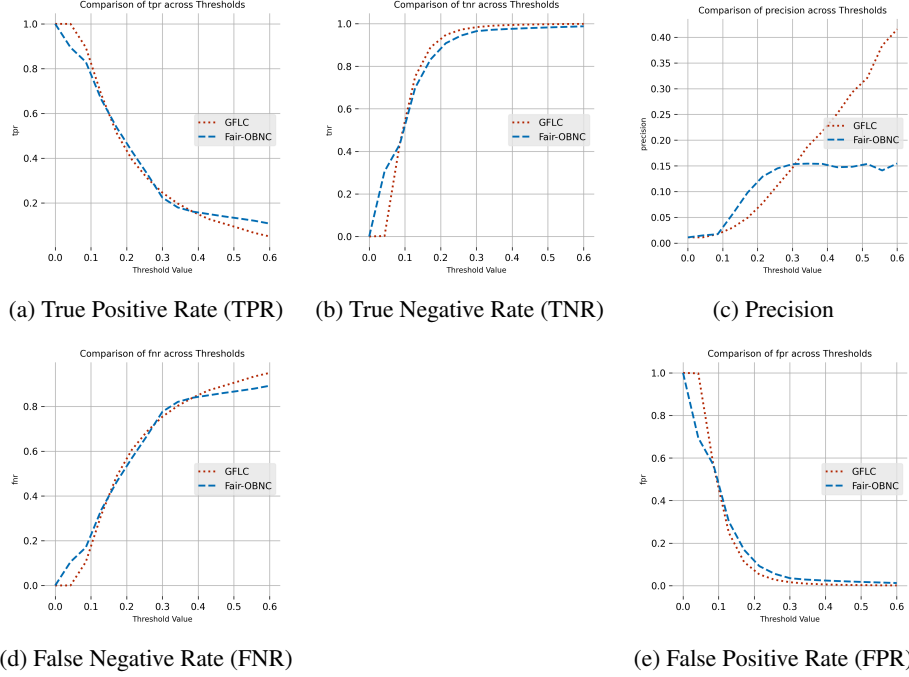 Comparison of tpr across Thresholds
1.0
0.8
0.6
0.4
0.2
tpr
GFLC
Fair-OBNC
0.0 0.1 0.2 0.3 0.4 0.5 0.6
Threshold Value
(a) True Positive Rate (TPR)
Comparison of tnr across Thresholds
1.0
0.8
0.6
0.4
0.2
0.0
tnr
GFLC
Fair-OBNC
0.0 0.1 0.2 0.3 0.4 0.5 0.6
Threshold Value
(b) True Negative Rate (TNR)
Comparison of precision across Thresholds
0.40
0.35
0.30
0.25
0.20
0.15
0.10
0.05
0.00
precision
GFLC
Fair-OBNC
0.0 0.1 0.2 0.3 0.4 0.5 0.6
Threshold Value
(c) Precision
Comparison of fnr across Thresholds
0.8
0.6
0.4
0.2
0.0
fnr
GFLC
Fair-OBNC
0.0 0.1 0.2 0.3 0.4 0.5 0.6
Threshold Value
(d) False Negative Rate (FNR)
Comparison of fpr across Thresholds
1.0
0.8
0.6
0.4
0.2
0.0
fpr
GFLC
Fair-OBNC
0.0 0.1 0.2 0.3 0.4 0.5 0.6
Threshold Value
(e) False Positive Rate (FPR)